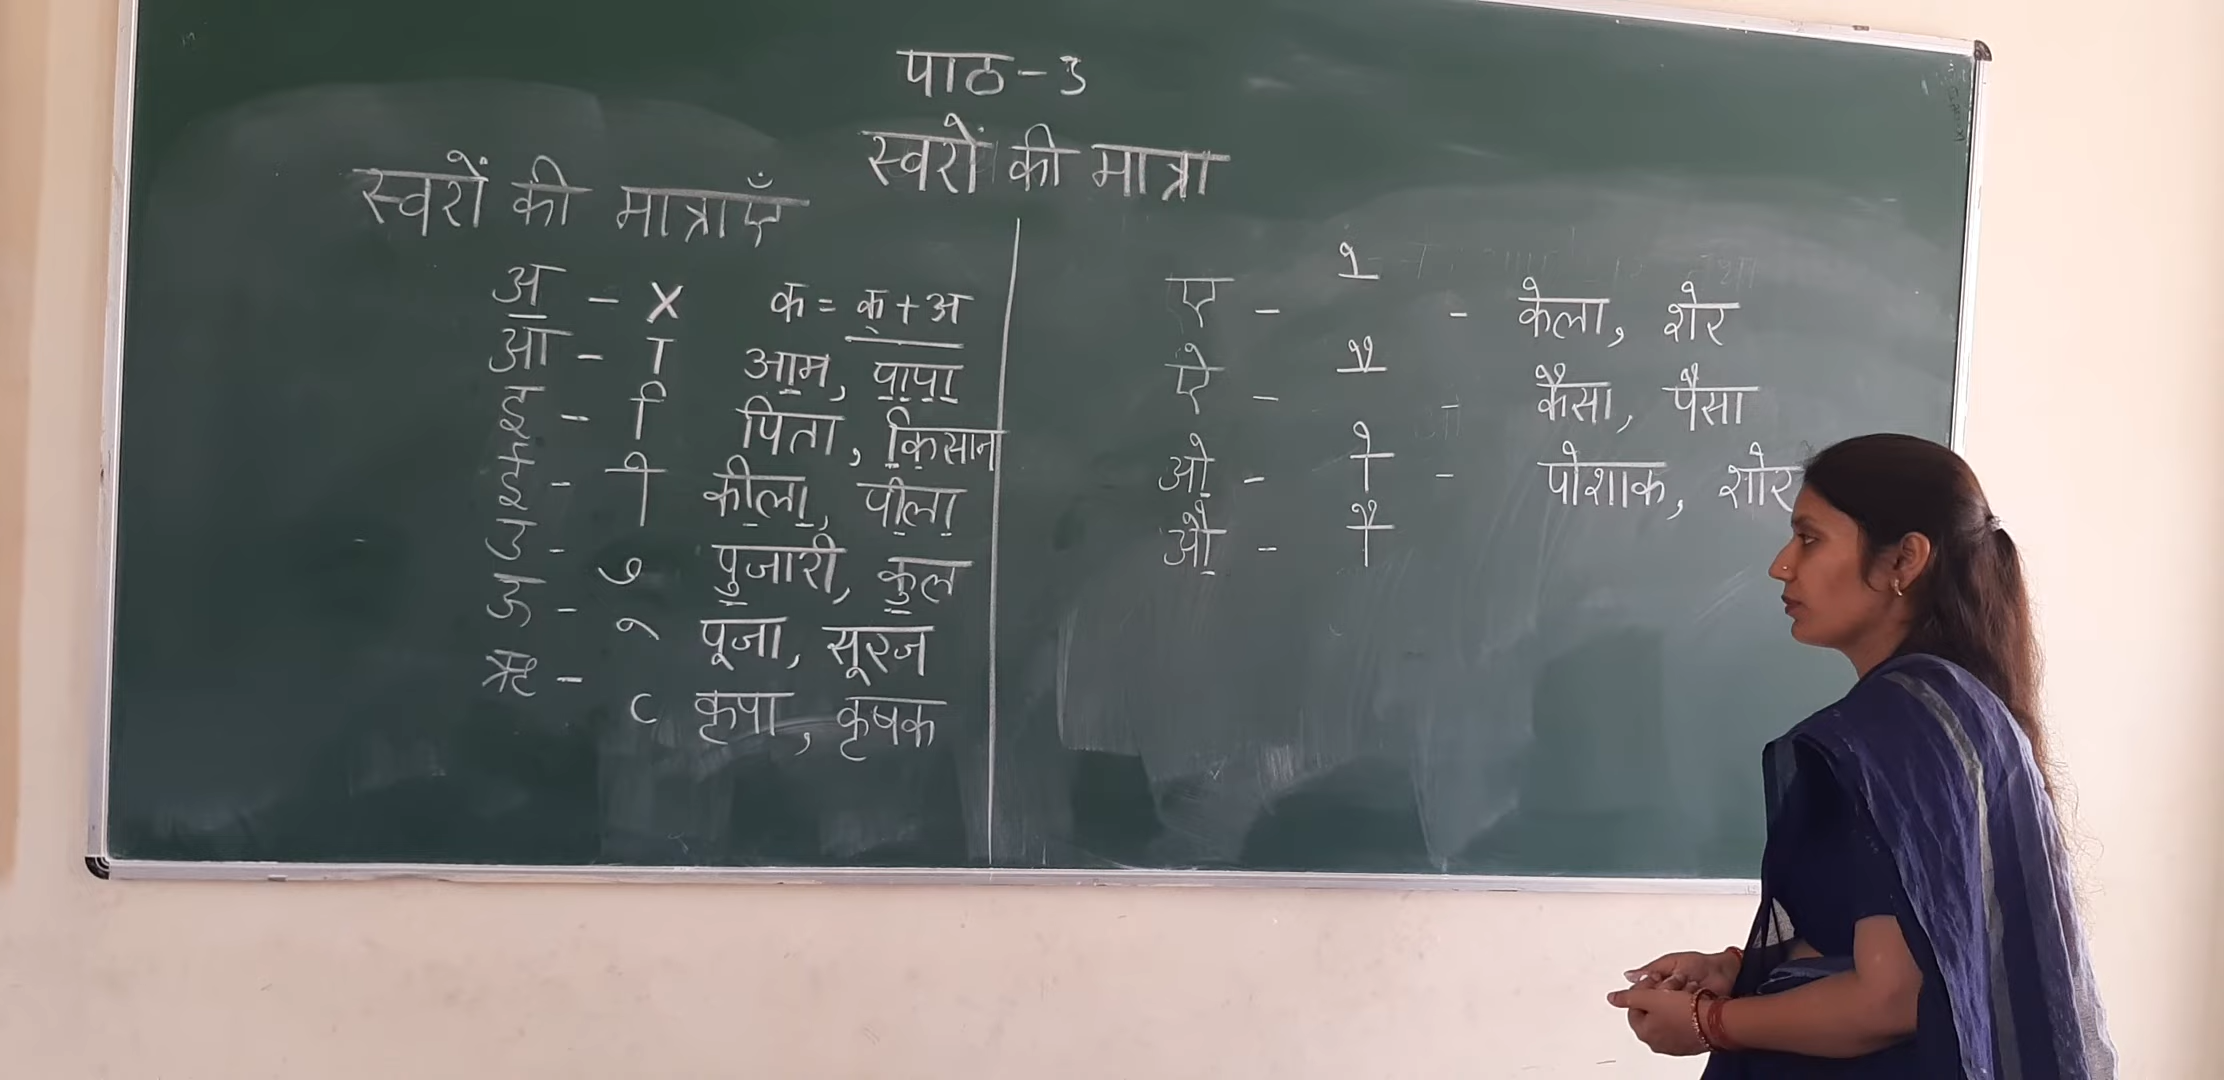 पाठ-3
स्वरों की मात्रा
स्वरों की मात्राएँ
अ - X क = क् + अ
आ - ा आम, पापा
इ - ि पिता, किसान
ई - ी कीला, पीला
उ - ु पुजारी, कुल
ऊ - ू पूजा, सूरज
ऋ - ृ कृपा, कृषक
ए - े - केला, शेर
ऐ - ै - कैसा, पैसा
ओ - ो - पोशाक, शोर
औ - ौ